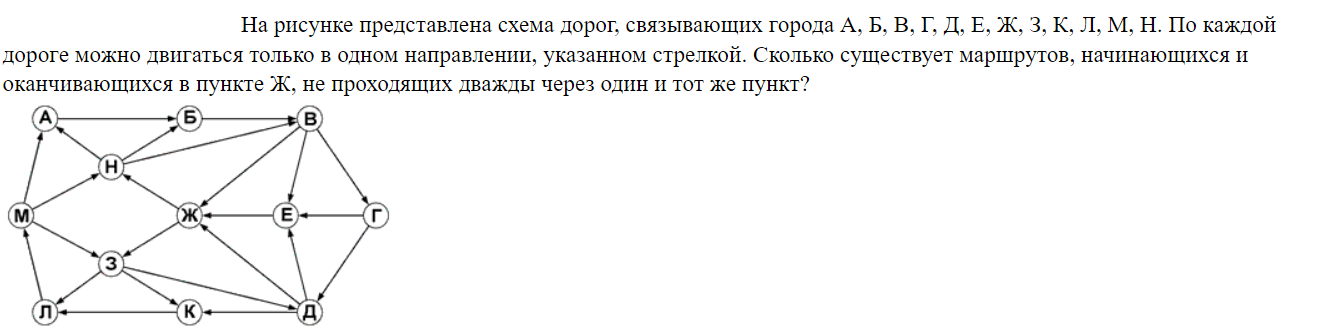 На рисунке представлена схема дорог, связывающих города А, Б, В, Г, Д, Е, Ж, З, К, Л, М, Н. По каждой
дороге можно двигаться только в одном направлении, указанном стрелкой. Сколько существует маршрутов, начинающихся и
оканчивающихся в пункте Ж, не проходящих дважды через один и тот же пункт?
А Б В
Н
М Ж Е Г
З
Л К Д